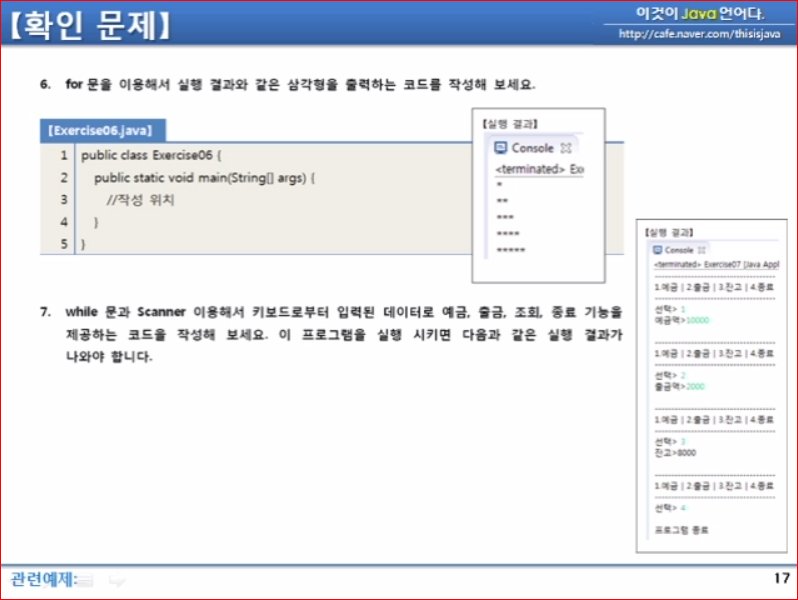 【확인 문제】
이것이 Java 언어다.
http://cafe.naver.com/thisisjava
6. for 문을 이용해서 실행 결과와 같은 삼각형을 출력하는 코드를 작성해 보세요.
[Exercise06.java]
1 public class Exercise06 {
2 public static void main(String[] args) {
3 //작성 위치
4 }
5 }
[실행 결과]
Console
<terminated> Exe
*
**
***
****
*****
7. while 문과 Scanner 이용해서 키보드로부터 입력된 데이터로 예금, 출금, 조회, 종료 기능을
제공하는 코드을 작성해 보세요. 이 프로그램을 실행 시키면 다음과 같은 실행 결과가
나와야 합니다.
[실행 결과]
Console
<terminated> Exercise07 [Java Appl
-----------------------------------
1.예금 | 2.출금 | 3.잔고 | 4.종료
-----------------------------------
선택> 1
예금액>10000
-----------------------------------
1.예금 | 2.출금 | 3.잔고 | 4.종료
-----------------------------------
선택> 2
출금액>2000
-----------------------------------
1.예금 | 2.출금 | 3.잔고 | 4.종료
-----------------------------------
선택> 3
잔고>8000
-----------------------------------
1.예금 | 2.출금 | 3.잔고 | 4.종료
-----------------------------------
선택> 4
프로그램 종료
관련예제:
17